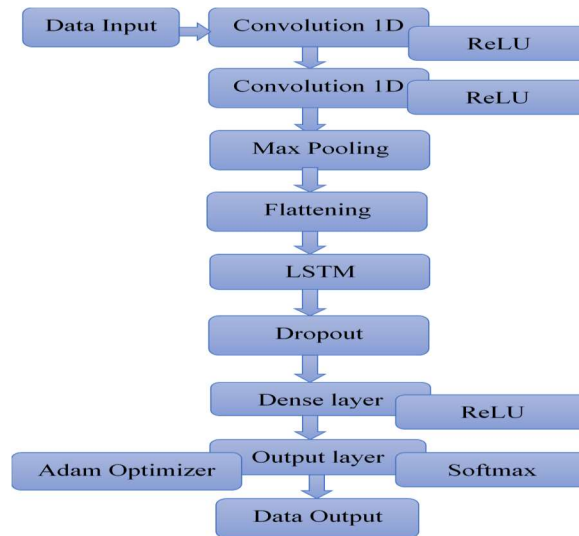 Data Input
Convolution 1D
ReLU
Convolution 1D
ReLU
Max Pooling
Flattening
LSTM
Dropout
Dense layer
ReLU
Adam Optimizer
Output layer
Softmax
Data Output